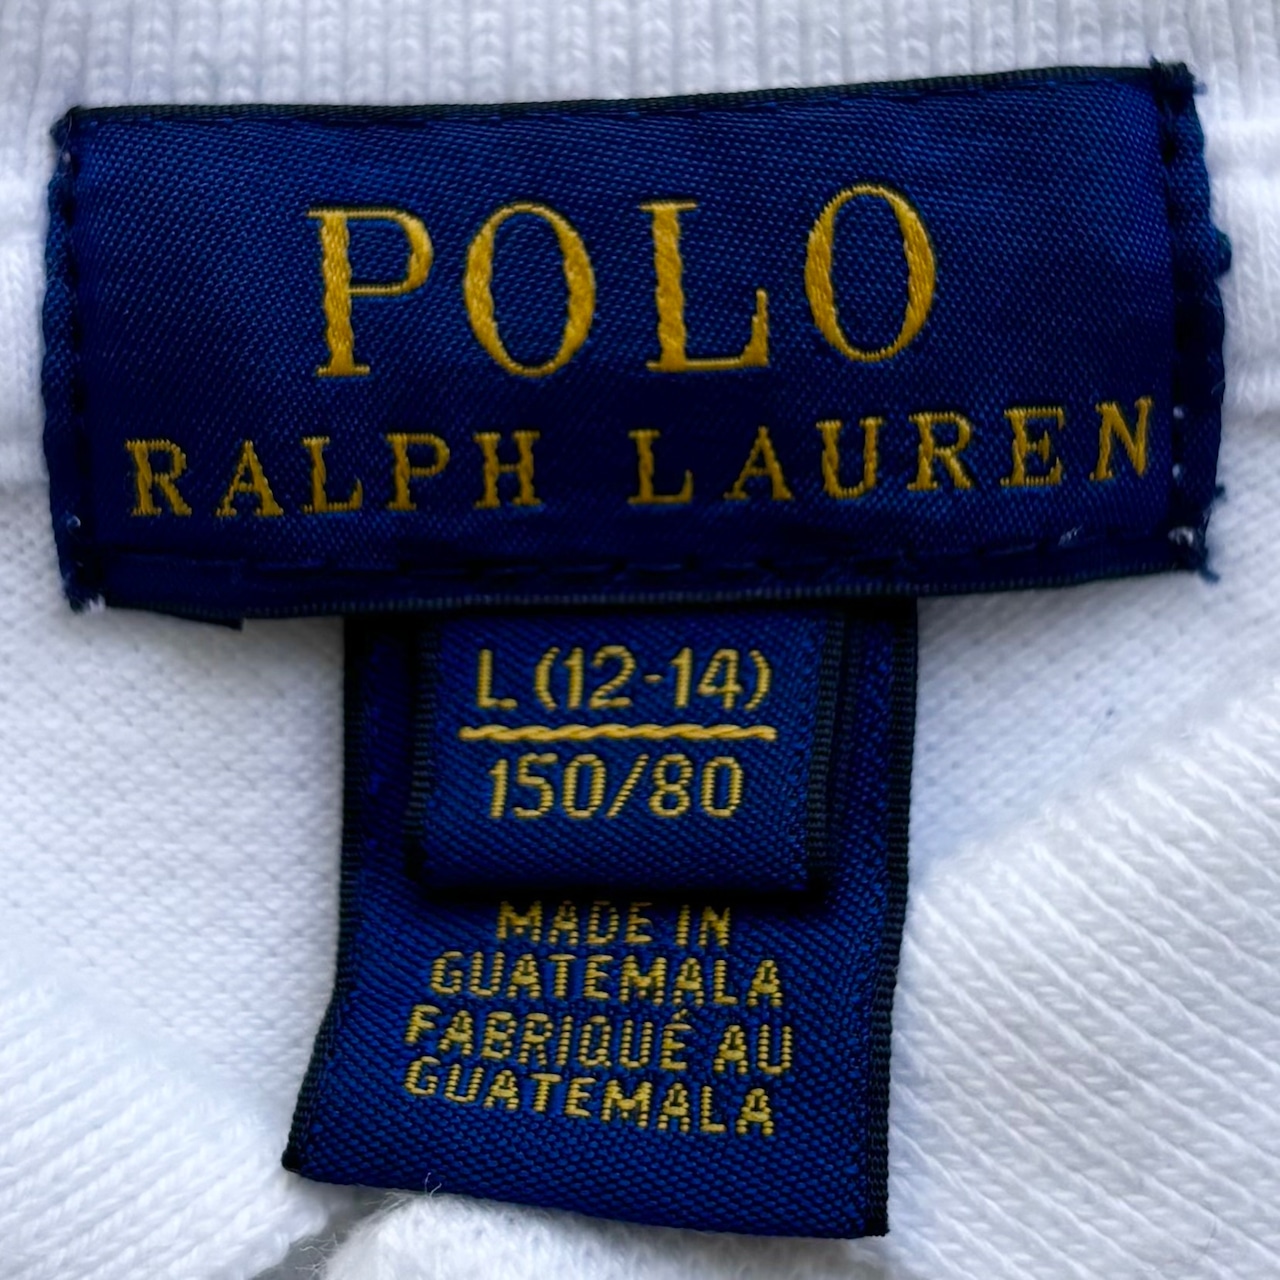 POLO
RALPH LAUREN
L (12-14)
150/80
MADE IN
GUATEMALA
FABRIQUÉ AU
GUATEMALA